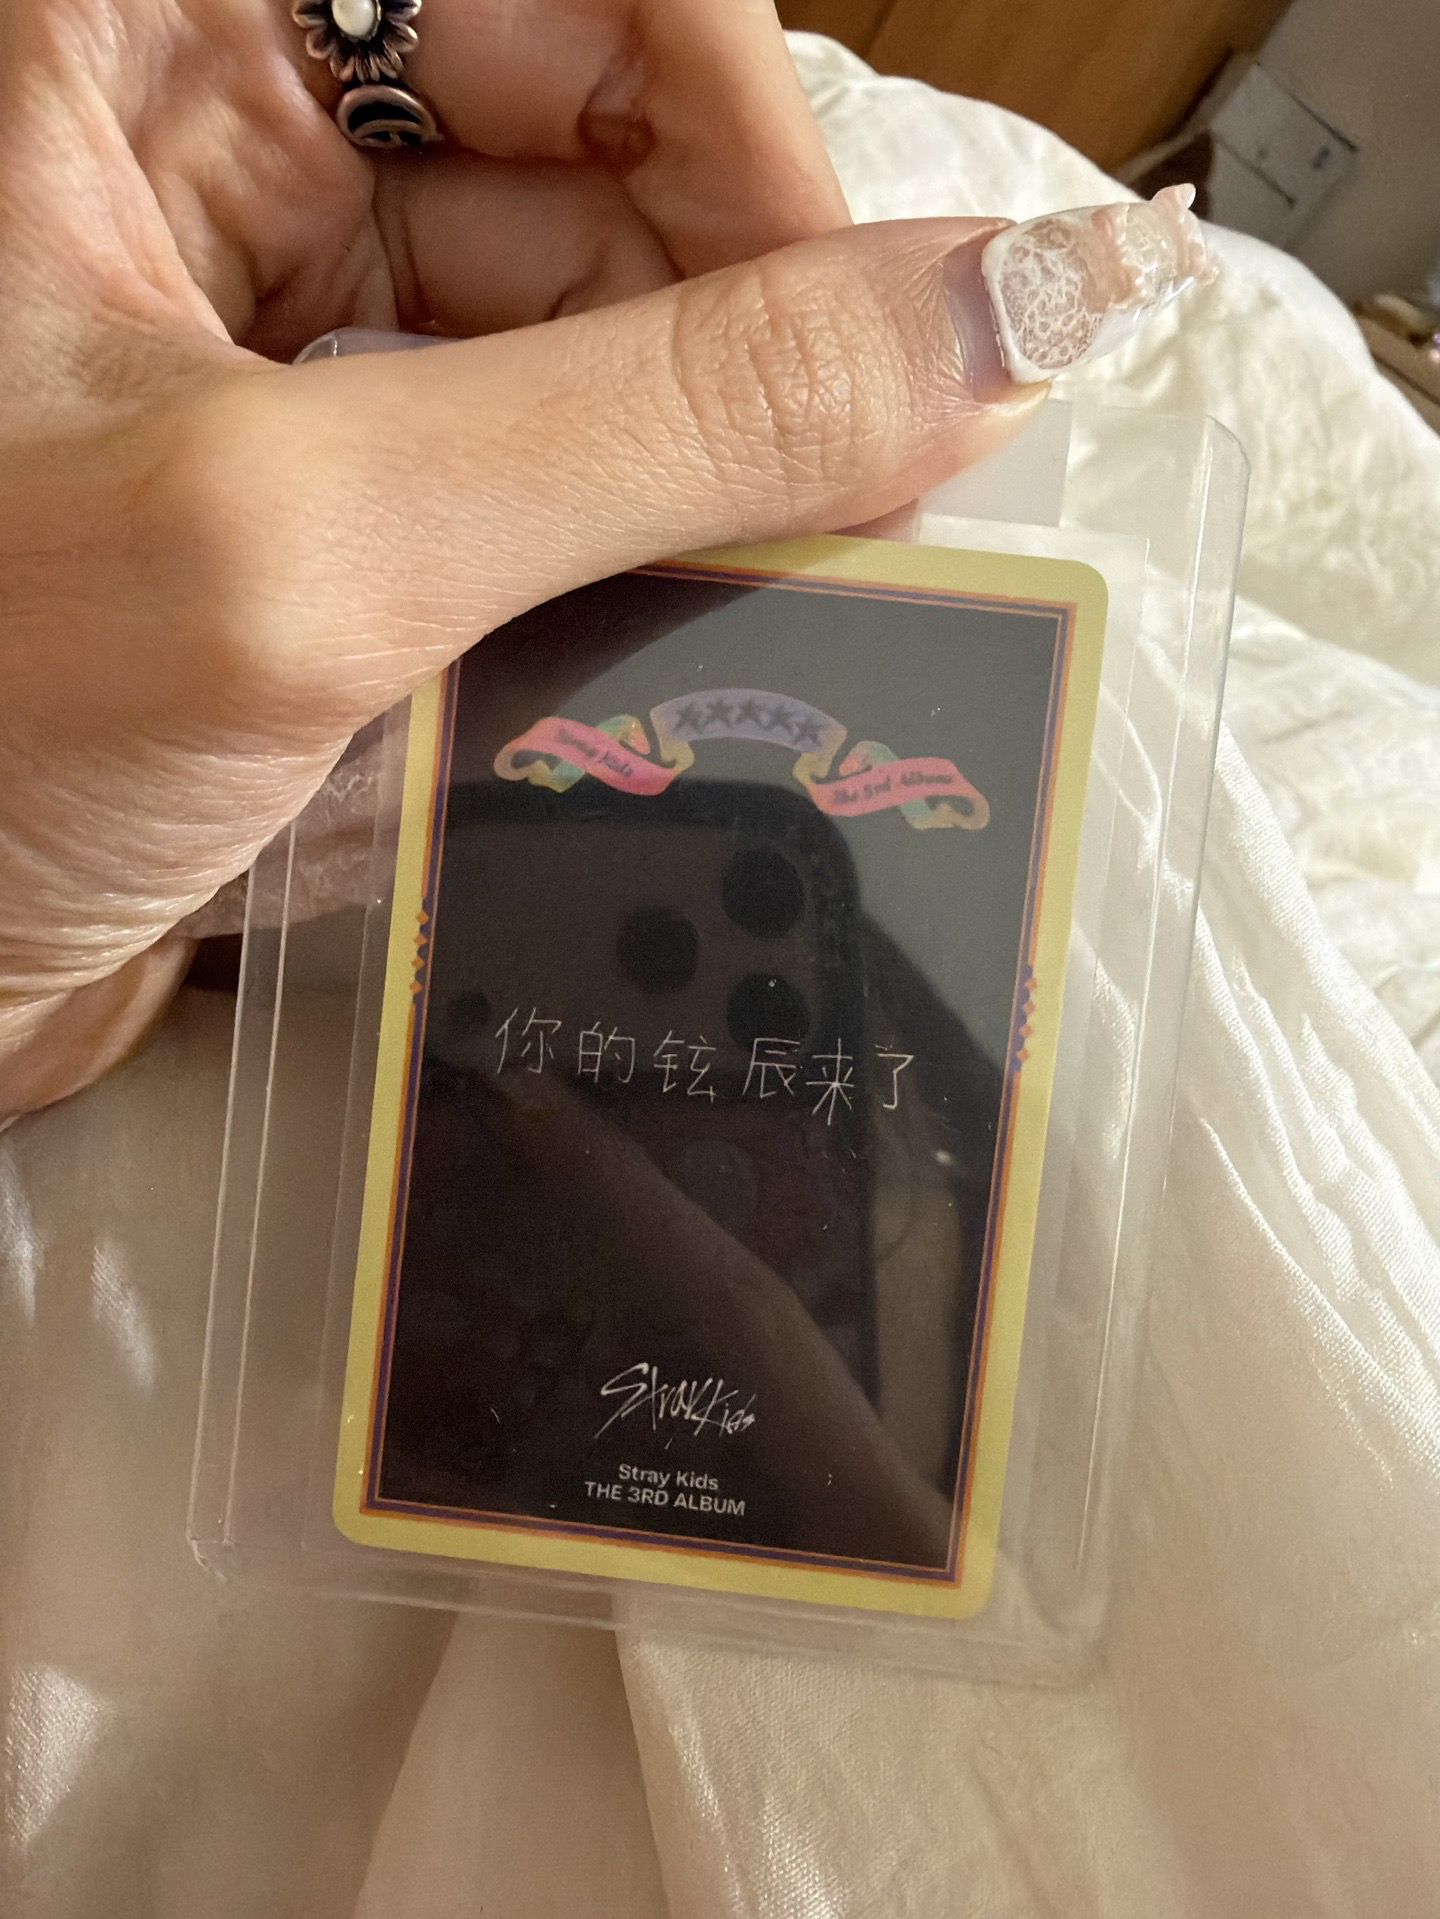 ★★★★★
Stray Kids
The 3rd Album
你的铉辰来了
Stray Kids
Stray Kids
THE 3RD ALBUM